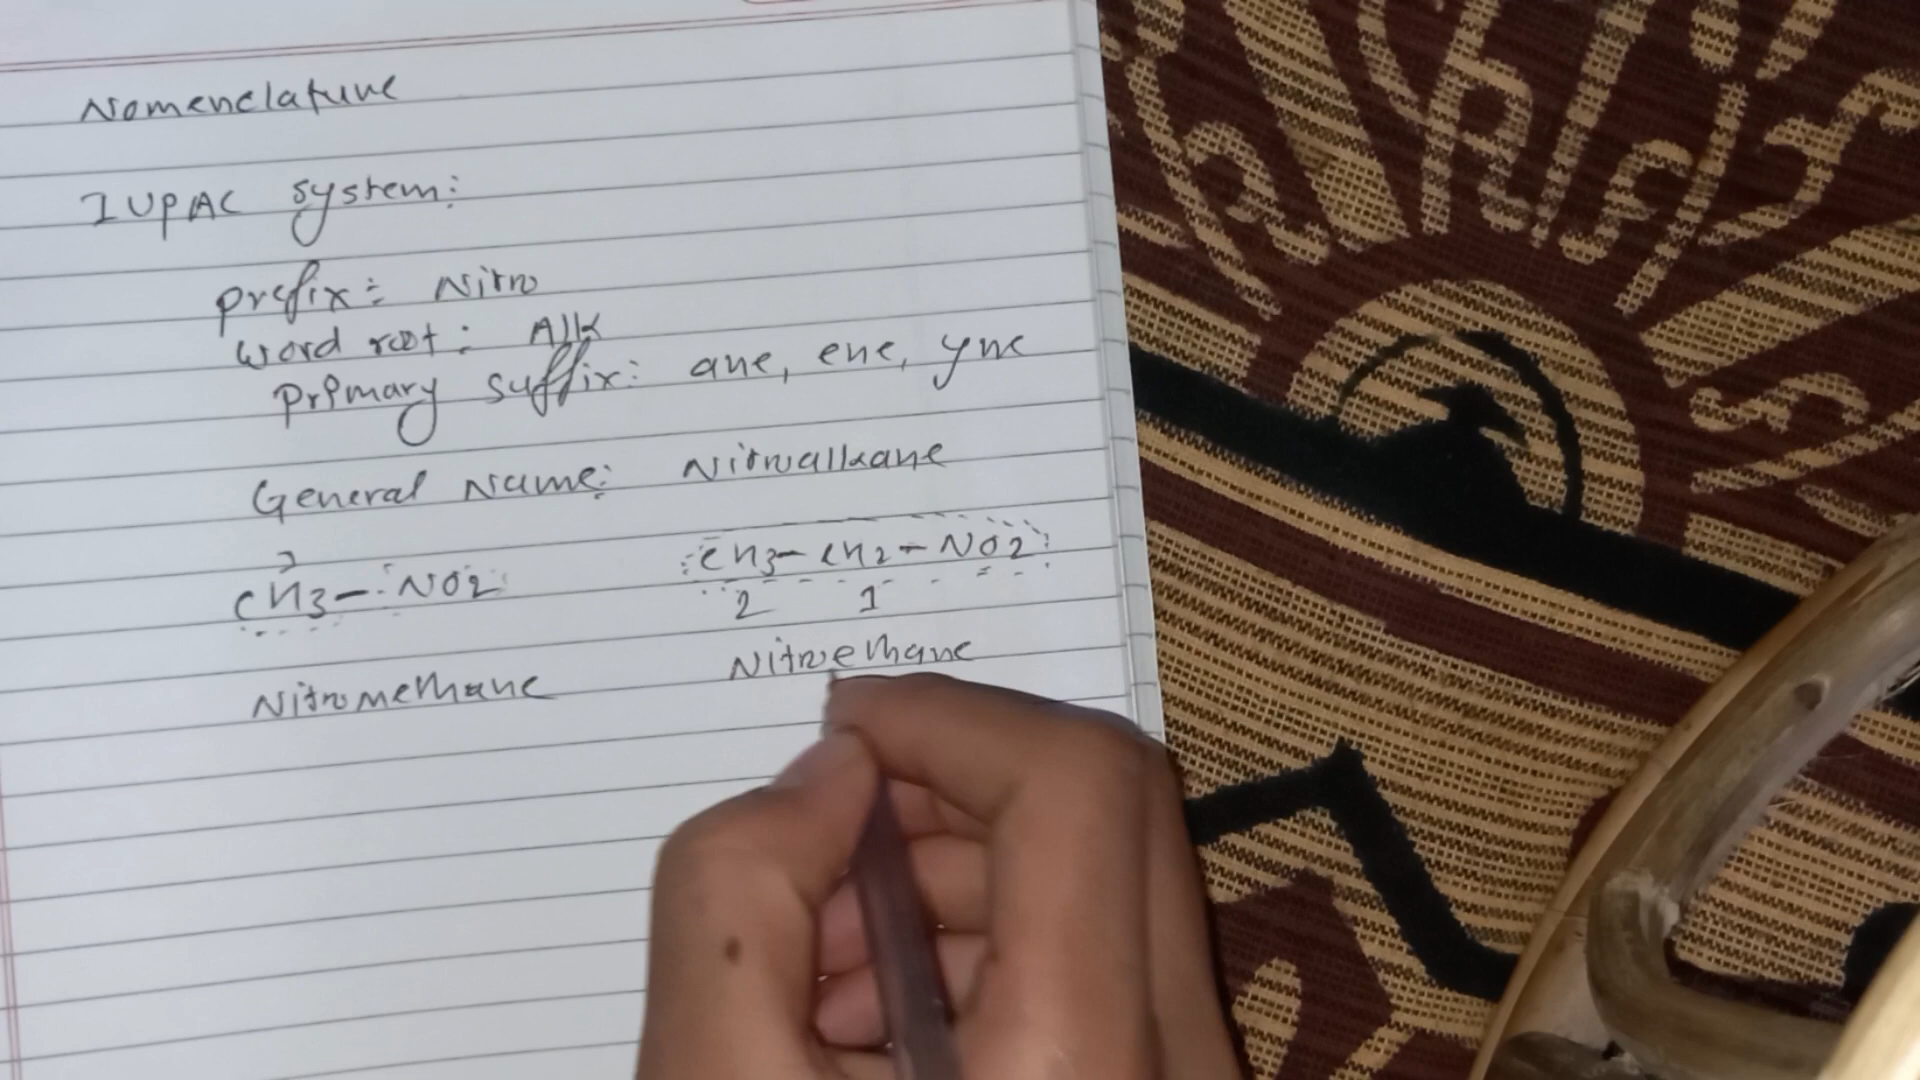 Nomenclature
IUPAC system:
prefix: Nitro
word root: Alk
Primary suffix: ane, ene, yne
General Name: Nitroalkane
CH3-NO2 CH3-CH2-NO2
2 1
Nitromethane Nitroethane